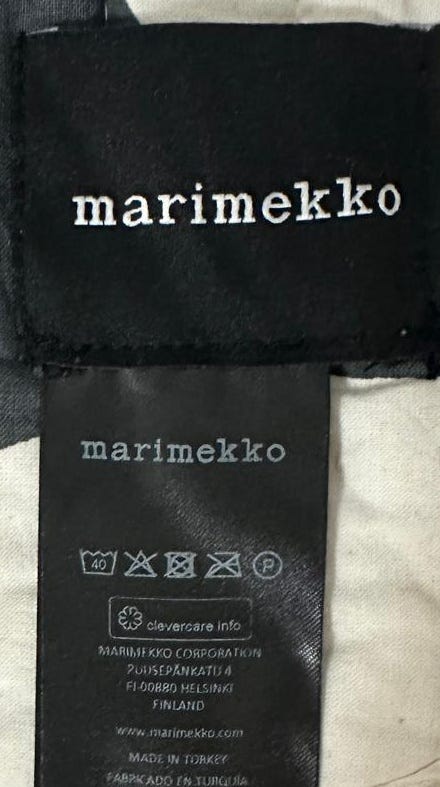 marimekko
marimekko
40 P
clevercare info
MARIMEKKO CORPORATION
PUUSEPÄNKATU 4
FI-00880 HELSINKI
FINLAND
www.marimekko.com
MADE IN TURKEY
FABRICADO EN TURQUÍA